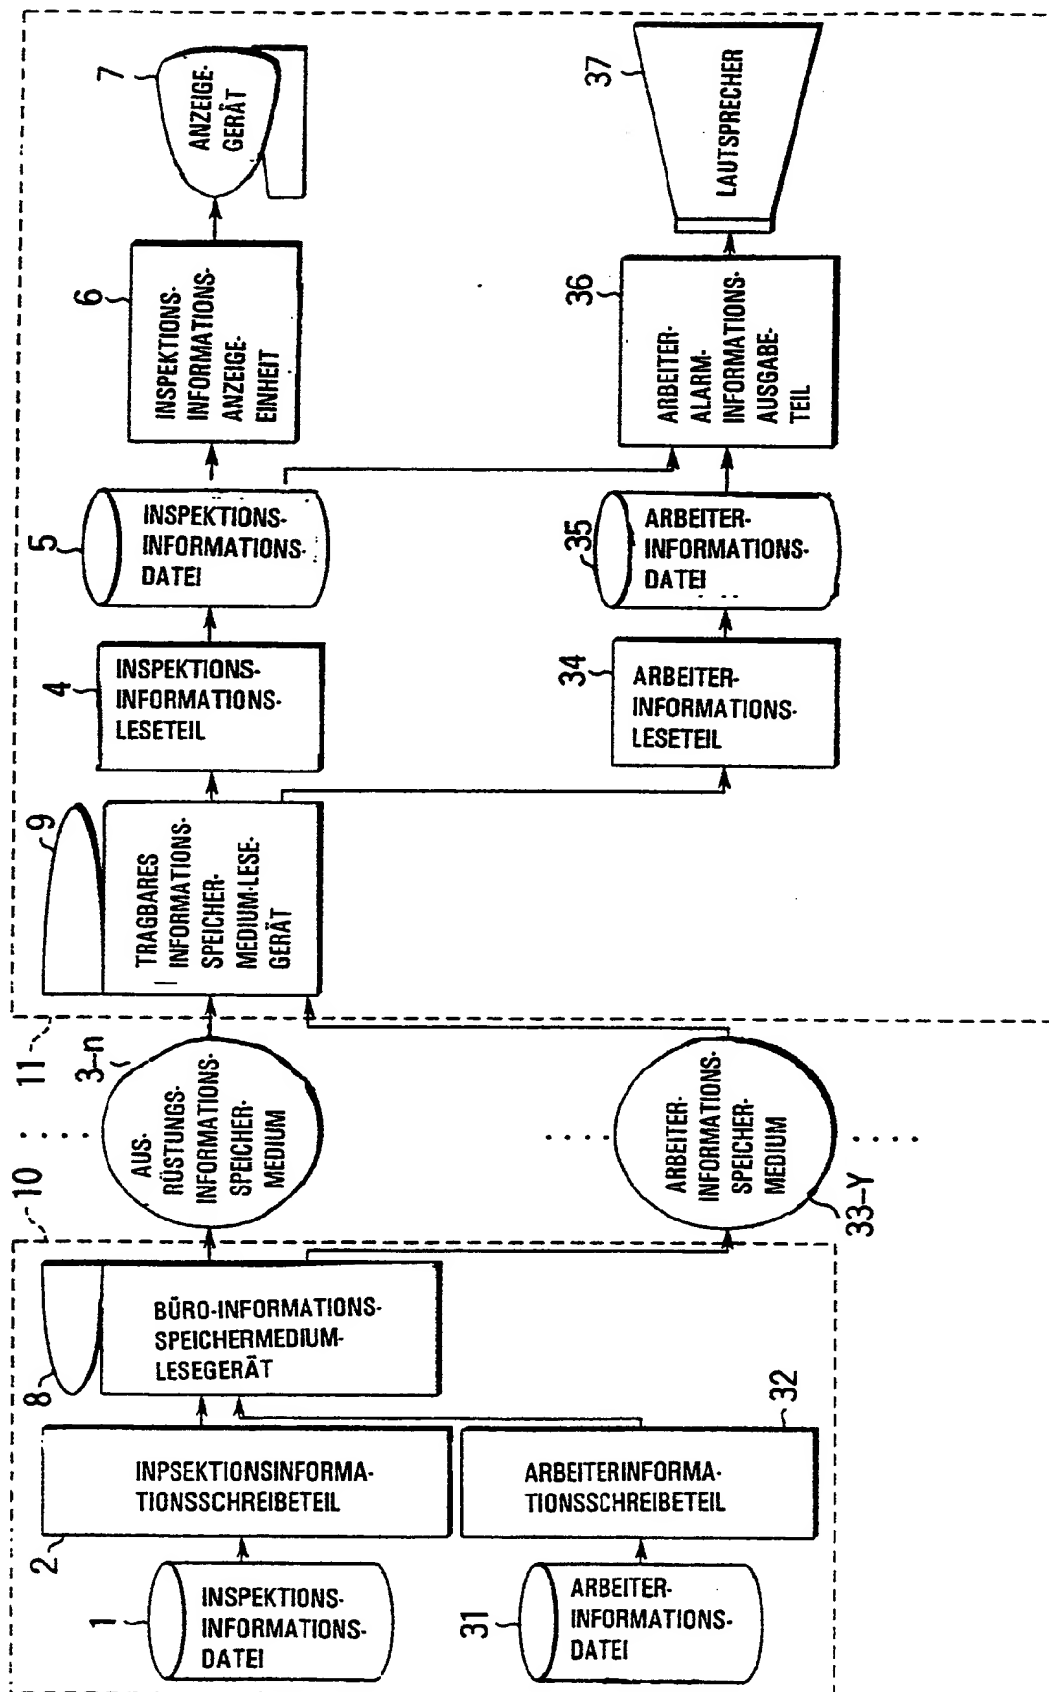 1
INSPEKTIONS-
INFORMATIONS-
DATEI
2
INPSEKTIONSINFORMA-
TIONSSCHREIBETEIL
8
BÜRO-INFORMATIONS-
SPEICHERMEDIUM-
LESEGERÄT
10
31
ARBEITER-
INFORMATIONS-
DATEI
ARBEITERINFORMA-
TIONSSCHREIBETEIL
32
3-n
AUS-
RÜSTUNGS-
INFORMATIONS-
SPEICHER-
MEDIUM
ARBEITER-
INFORMATIONS-
SPEICHER-
MEDIUM
33-Y
11
9
TRAGBARES
INFORMATIONS-
SPEICHER-
MEDIUM-LESE-
GERÄT
4
INSPEKTIONS-
INFORMATIONS-
LESETEIL
5
INSPEKTIONS-
INFORMATIONS-
DATEI
6
INSPEKTIONS-
INFORMATIONS-
ANZEIGE-
EINHEIT
7
ANZEIGE-
GERÄT
34
ARBEITER-
INFORMATIONS-
LESETEIL
35
ARBEITER-
INFORMATIONS-
DATEI
36
ARBEITER-
ALARM-
INFORMATIONS-
AUSGABE-
TEIL
37
LAUTSPRECHER